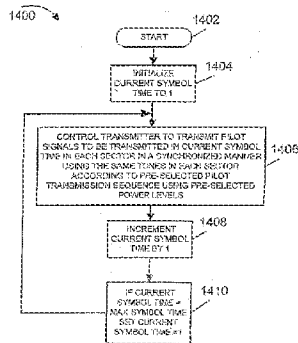 1400
1402
START
INITIALIZE
CURRENT SYMBOL
TIME TO 1
1404
CONTROL TRANSMITTER TO TRANSMIT PILOT
SIGNALS TO BE TRANSMITTED IN CURRENT SYMBOL
TIME IN EACH SECTOR IN A SYNCHRONIZED MANNER
USING THE SAME TONES IN EACH SECTOR
ACCORDING TO PRE-SELECTED PILOT
TRANSMISSION SEQUENCE USING PRE-SELECTED
POWER LEVELS
1406
INCREMENT
CURRENT SYMBOL
TIME BY 1
1408
IF CURRENT
SYMBOL TIME =
MAX SYMBOL TIME
SET CURRENT
SYMBOL TIME = 1
1410